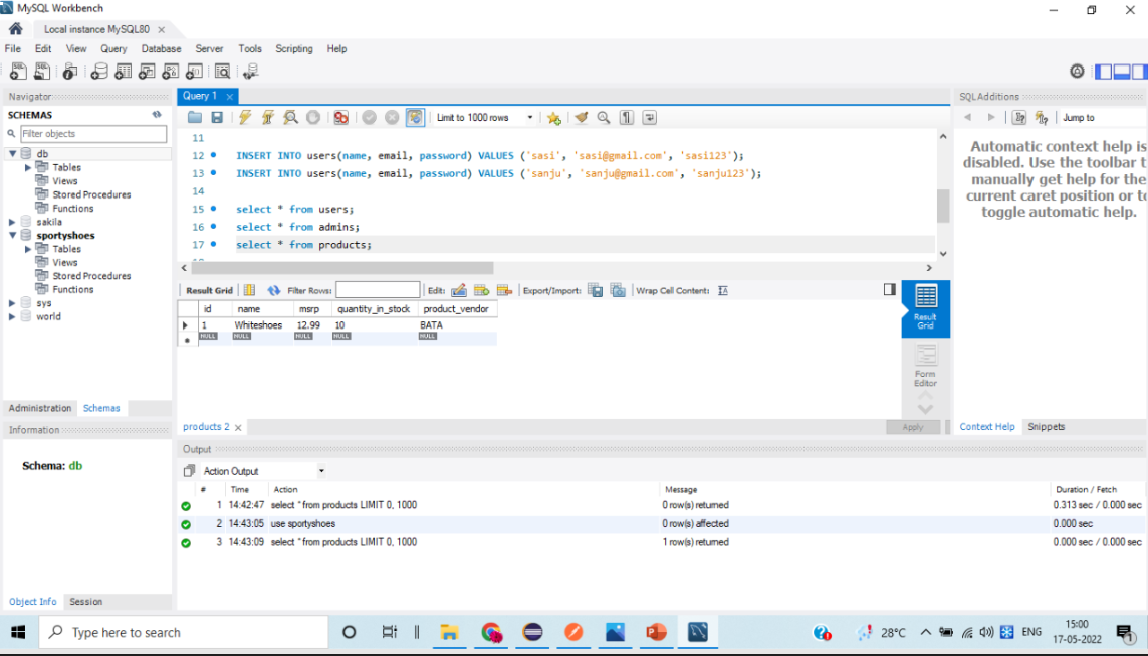 MySQL Workbench
Local instance MySQL80
File Edit View Query Database Server Tools Scripting Help
Navigator
SCHEMAS
Filter objects
db
Tables
Views
Stored Procedures
Functions
sakila
sportyshoes
Tables
Views
Stored Procedures
Functions
sys
world
Administration Schemas
Information
Schema: db
Object Info Session
Query 1
Limit to 1000 rows
11
12 INSERT INTO users(name, email, password) VALUES ('sasi', 'sasi@gmail.com', 'sasi123');
13 INSERT INTO users(name, email, password) VALUES ('sanju', 'sanju@gmail.com', 'sanju123');
14
15 select * from users;
16 select * from admins;
17 select * from products;
Result Grid Filter Rows: Edit: Export/Import: Wrap Cell Content:
id name msrp quantity_in_stock product_vendor
1 Whiteshoes 12.99 10 BATA
NULL NULL NULL NULL NULL
Result Grid
Form Editor
products 2
Apply
SQLAdditions
Jump to
Automatic context help is
disabled. Use the toolbar t
manually get help for the
current caret position or to
toggle automatic help.
Context Help Snippets
Output
Action Output
# Time Action Message Duration / Fetch
1 14:42:47 select * from products LIMIT 0, 1000 0 row(s) returned 0.313 sec / 0.000 sec
2 14:43:05 use sportyshoes 0 row(s) affected 0.000 sec
3 14:43:09 select * from products LIMIT 0, 1000 1 row(s) returned 0.000 sec / 0.000 sec
Type here to search
28°C ENG
15:00
17-05-2022